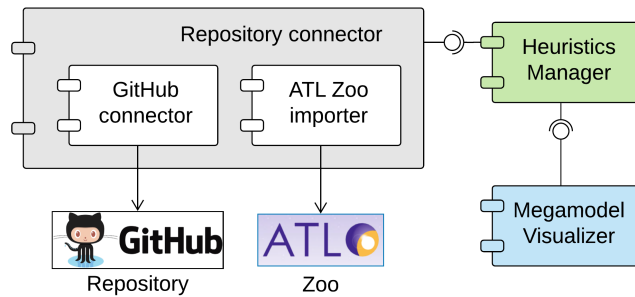 Repository connector
GitHub
connector
ATL Zoo
importer
Heuristics
Manager
GitHub
Repository
ATL
Zoo
Megamodel
Visualizer